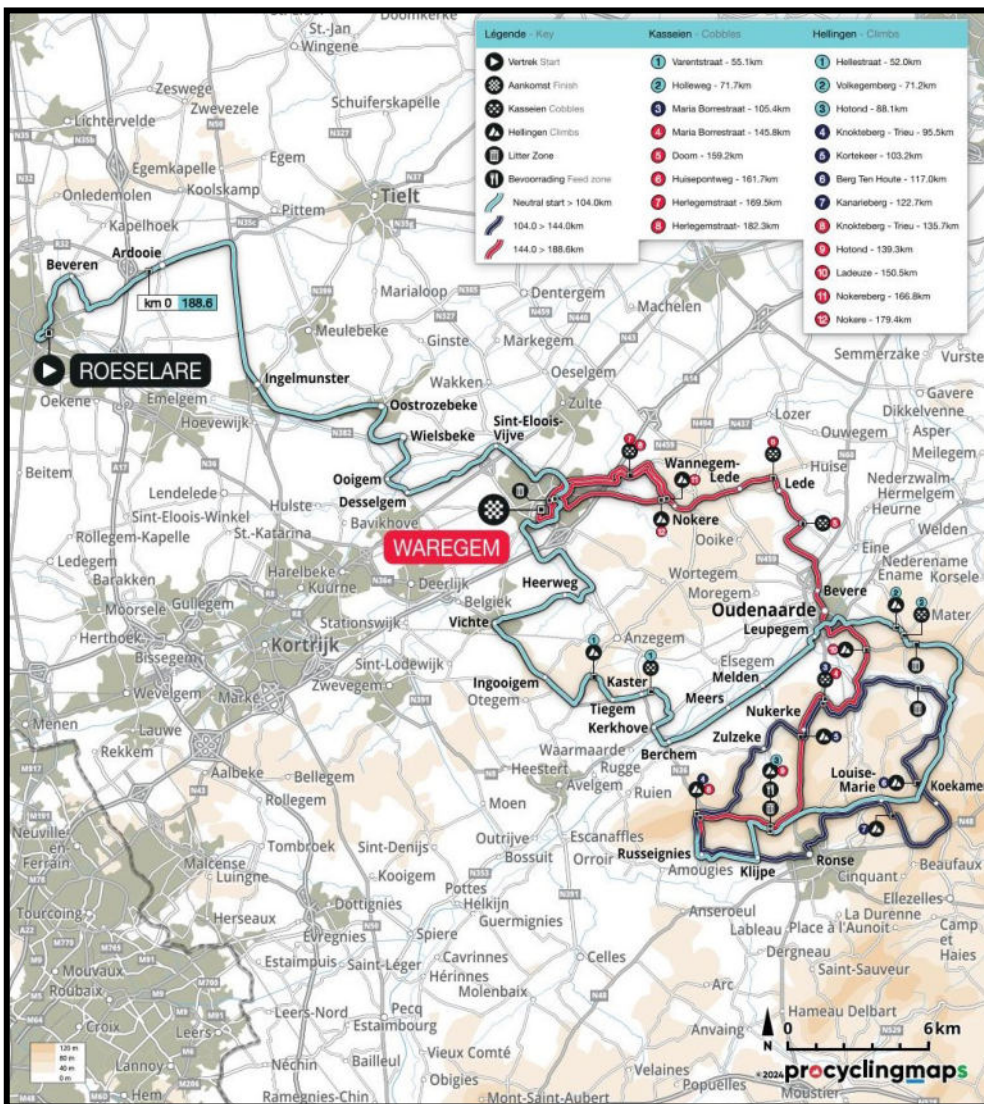 Légende - Key
Vertrek Start
Aankomst Finish
Kasseien Cobbles
Hellingen Climbs
Litter Zone
Bevoorrading Feed zone
Neutral start > 104.0km
104.0 > 144.0km
144.0 > 188.6km
Kasseien - Cobbles
1 Varentstraat - 55.1km
2 Holleweg - 71.7km
3 Maria Borrestraat - 105.4km
4 Maria Borrestraat - 145.8km
5 Doorn - 159.2km
6 Huisepontweg - 161.7km
7 Herlegemstraat - 169.5km
8 Herlegemstraat- 182.3km
Hellingen - Climbs
1 Hellestraat - 52.0km
2 Volkegemberg - 71.2km
3 Hotond - 88.1km
4 Knokteberg - Trieu - 95.5km
5 Kortekeer - 103.2km
6 Berg Ten Houte - 117.0km
7 Kanarieberg - 122.7km
8 Knokteberg - Trieu - 135.7km
9 Hotond - 139.3km
10 Ladeuze - 150.5km
11 Nokereberg - 166.8km
12 Nokere - 179.4km
St.-Jan
Wingene
Zeswege
Zwevezele
Lichtervelde
Schuiferskapelle
Egem
Egemkapelle
Koolskamp
Onledemolen
Pittem
Tielt
Kapelhoek
Ardooie
Beveren
km 0 188.6
Marialoop
Dentergem
Machelen
Meulebeke
Ginste
Markegem
ROESELARE
Oekene
Emelgem
Ingelmunster
Wakken
Oeselgem
Semmerzake
Vurste
Gavere
Dikkelvenne
Hoevewijk
Oostrozebeke
Zulte
Lozer
Ouwegem
Asper
Meilegem
Beitem
Wielsbeke
Sint-Eloois-
Vijve
Ooigem
Desselgem
Wannegem-
Lede
Huise
Lede
Nederzwalm-
Hermelgem
Heurne
Lendelede
Hulste
Sint-Eloois-Winkel
St.-Katarina
Rollegem-Kapelle
Bavikhove
WAREGEM
Nokere
Ooike
Welden
Eine
Nederename
Ename
Korsele
Ledegem
Barakken
Harelbeke
Kuurne
Deerlijk
Heerweg
Wortegem
Moregem
Bevere
Moorsele
Gullegem
Belgiek
Stationswijk
Vichte
Oudenaarde
Leupegem
Mater
Herthoek
Bissegem
Kortrijk
Sint-Lodewijk
Anzegem
Elsegem
Melden
Wevelgem
Marke
Zwevegem
Ingooigem
Otegem
Kaster
Tiegem
Kerkhove
Meers
Nukerke
Zulzeke
Menen
Lauwe
Rekkem
Berchem
Waarmaarde
Rugge
Heestert
Avelgem
Ruien
Louise-
Marie
Koekamer
Aalbeke
Bellegem
Rollegem
Moen
Neuville-
en-
Ferrain
Tombroek
Sint-Denijs
Outrijve
Bossuit
Escanaffles
Orroir
Russeignies
Amougies
Klijpe
Ronse
Cinquant
Beaufaux
Malcense
Luingne
Kooigem
Pottes
Helkijn
Guermignies
Ellezelles
Tourcoing
Herseaux
Dottignies
Anseroeul
Lableau
La Durenne
Place à l'Aunoit
Camp
et
Haies
Evregnies
Spiere
Dergneau
Estaimpuis
Saint-Léger
Cavrinnes
Hérinnes
Molenbaix
Celles
Saint-Sauveur
Mouvaux
Roubaix
Croix
Arc
Pecq
Leers-Nord
Estaimbourg
Hameau Delbart
Leers
Anvaing
Lannoy
Hem
Néchin
Bailleul
Vieux Comté
Obigies
Velaines
Popuelles
Moustier
Ramegnies-Chin
Mont-Saint-Aubert
120 m
80 m
40 m
0 m
N
0 6 km
©2024 procyclingmaps